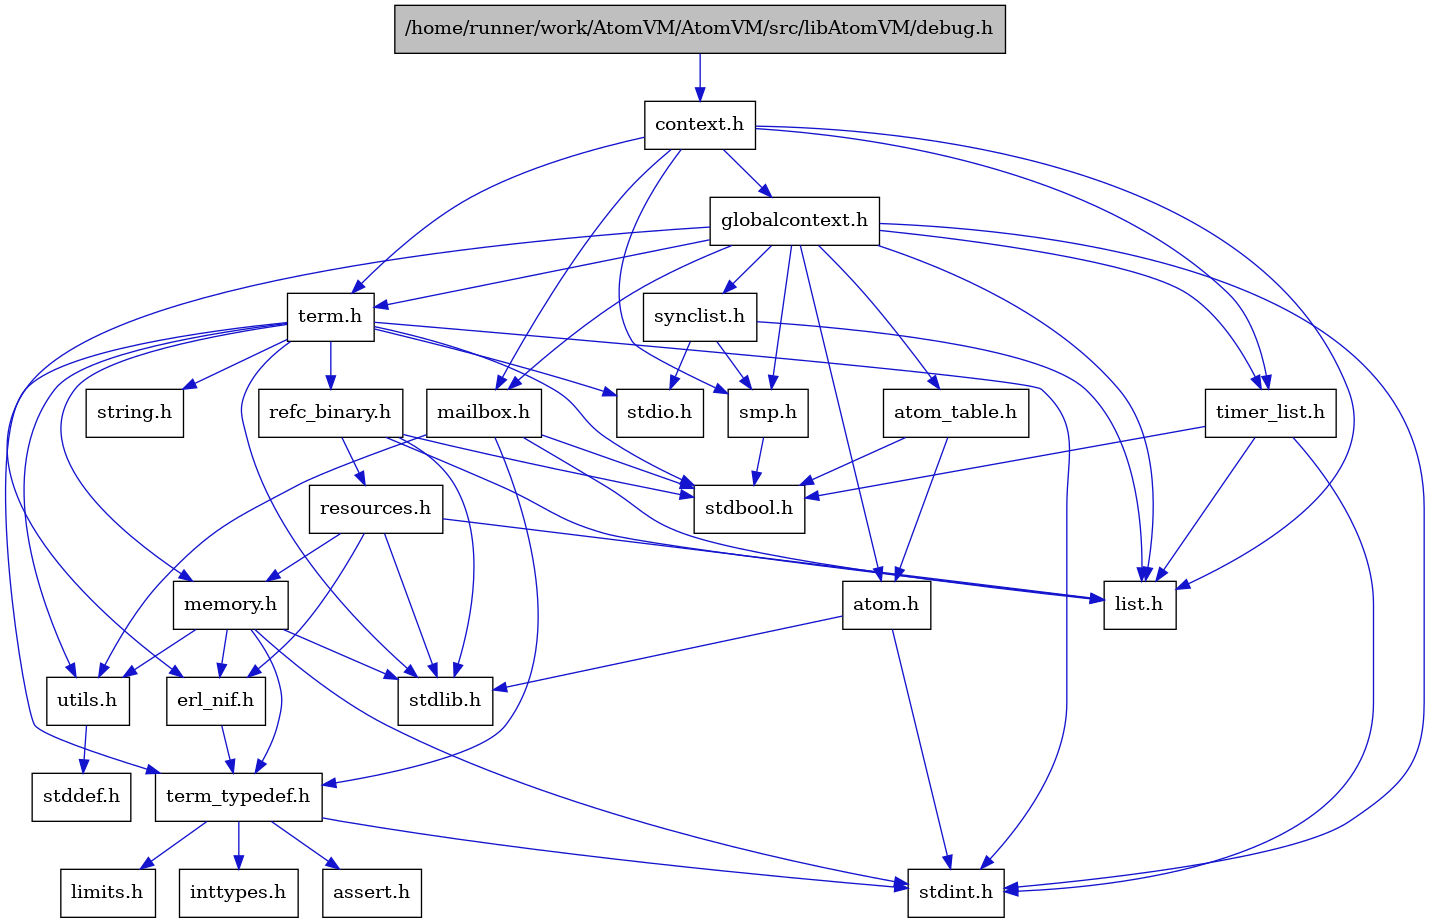 /home/runner/work/AtomVM/AtomVM/src/libAtomVM/debug.h
context.h
globalcontext.h
term.h
synclist.h
string.h
refc_binary.h
mailbox.h
stdio.h
smp.h
atom_table.h
timer_list.h
resources.h
stdbool.h
memory.h
atom.h
list.h
utils.h
erl_nif.h
stdlib.h
stddef.h
term_typedef.h
limits.h
inttypes.h
assert.h
stdint.h